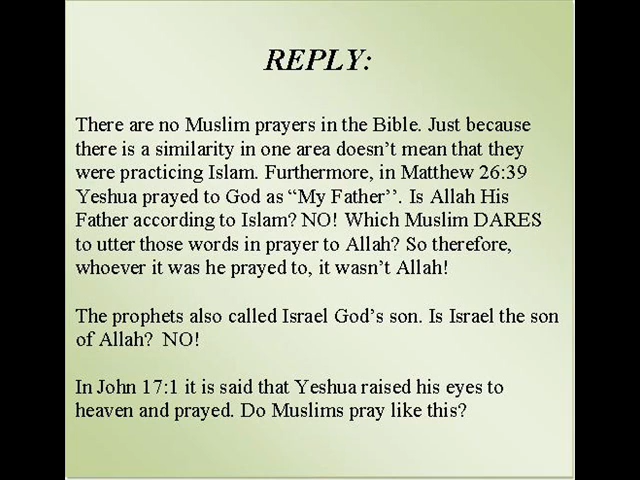 REPLY:
There are no Muslim prayers in the Bible. Just because
there is a similarity in one area doesn’t mean that they
were practicing Islam. Furthermore, in Matthew 26:39
Yeshua prayed to God as “My Father’’. Is Allah His
Father according to Islam? NO! Which Muslim DARES
to utter those words in prayer to Allah? So therefore,
whoever it was he prayed to, it wasn’t Allah!
The prophets also called Israel God’s son. Is Israel the son
of Allah?  NO!
In John 17:1 it is said that Yeshua raised his eyes to
heaven and prayed. Do Muslims pray like this?